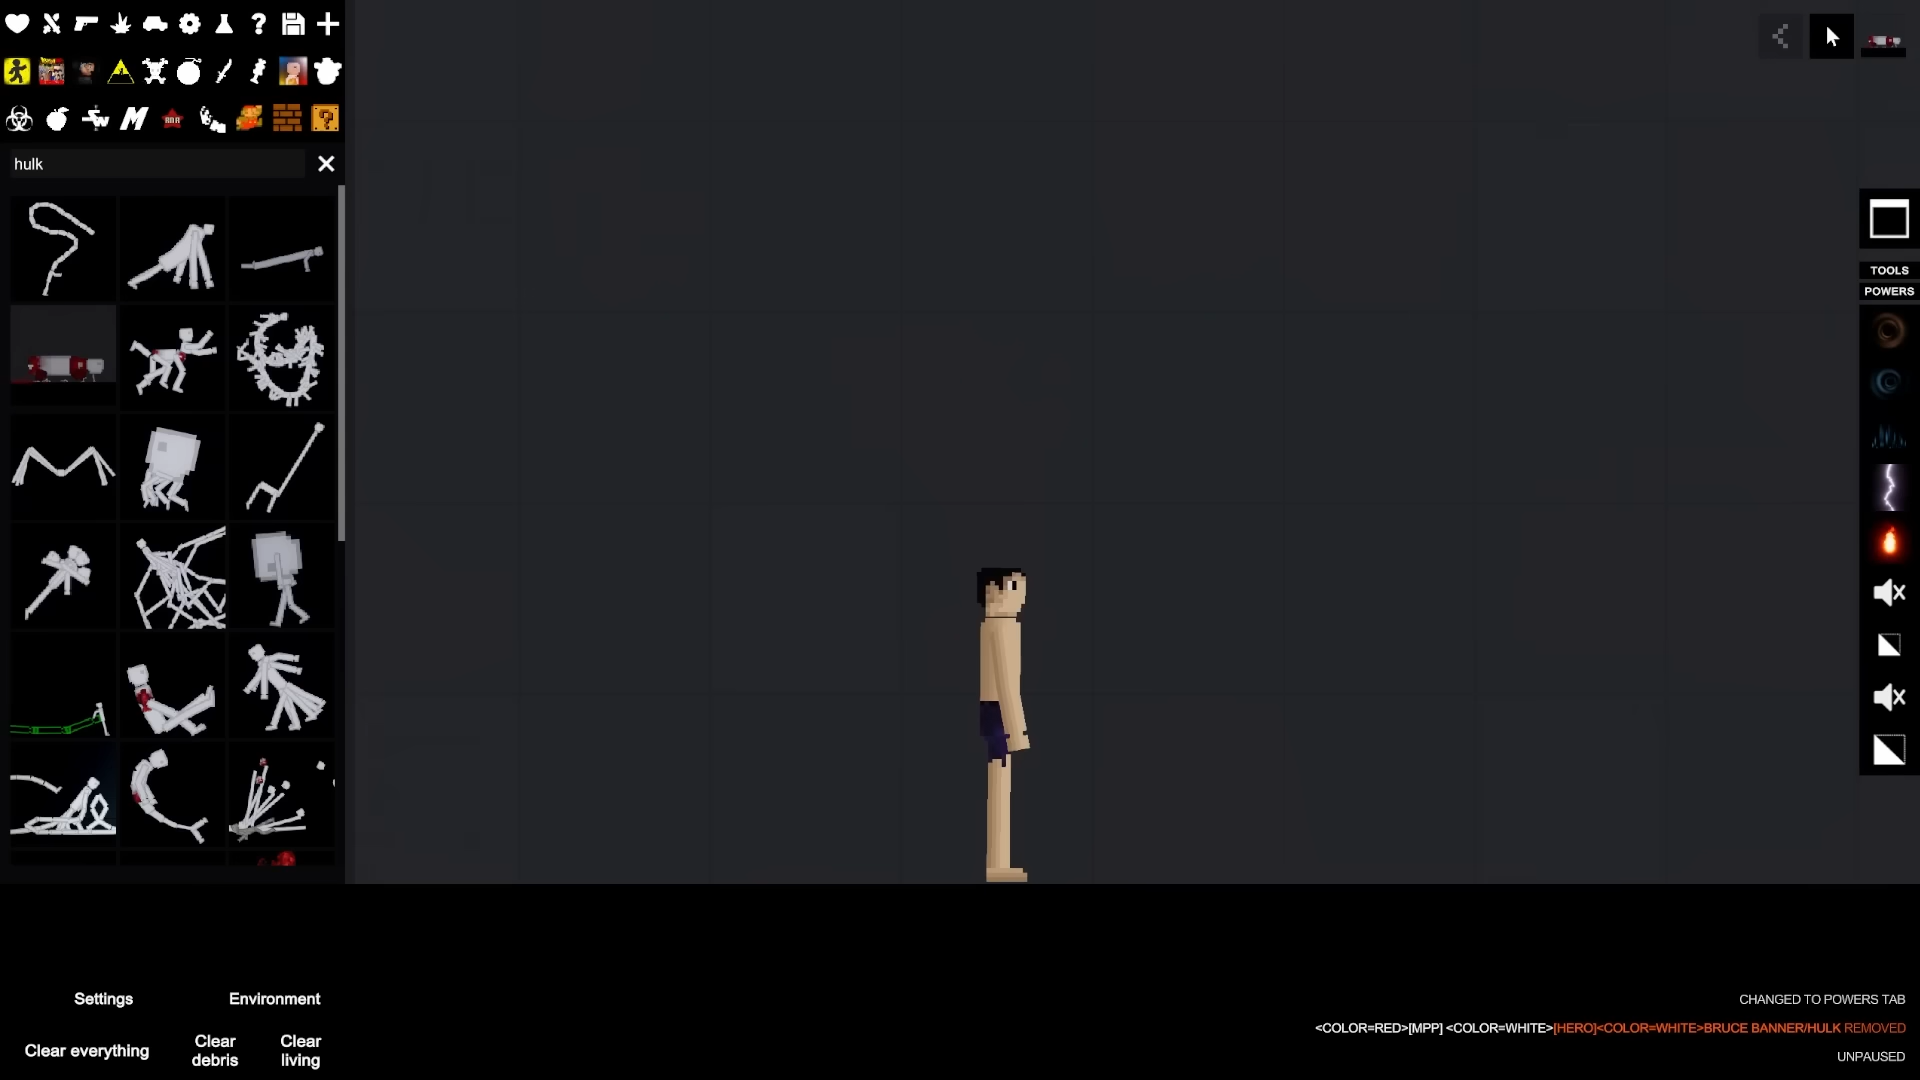 hulk
TOOLS
POWERS
Settings
Environment
Clear everything
Clear debris
Clear living
CHANGED TO POWERS TAB
<COLOR=RED>[MPP] <COLOR=WHITE>[HERO]<COLOR=WHITE>BRUCE BANNER/HULK REMOVED
UNPAUSED